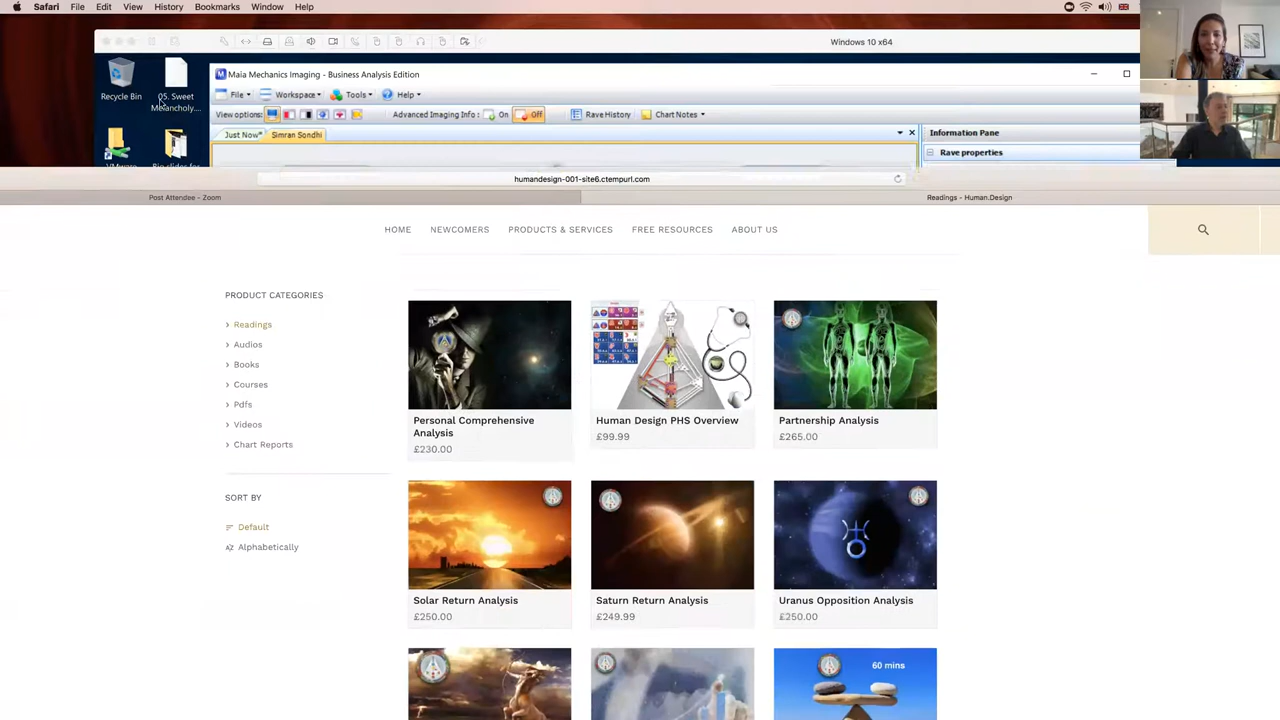 Safari File Edit View History Bookmarks Window Help
Windows 10 x64
Maia Mechanics Imaging - Business Analysis Edition
Recycle Bin
05. Sweet
Melancholy....
File Workspace Tools Help
View options: Advanced Imaging Info : On Off Rave History Chart Notes
Just Now* Simran Sondhi
Information Pane
Rave properties
VMware
humandesign-001-site6.ctempurl.com
Post Attendee - Zoom
Readings - Human.Design
HOME NEWCOMERS PRODUCTS & SERVICES FREE RESOURCES ABOUT US
PRODUCT CATEGORIES
Readings
Audios
Books
Courses
Pdfs
Videos
Chart Reports
SORT BY
Default
Alphabetically
Personal Comprehensive
Analysis
£230.00
Human Design PHS Overview
£99.99
Partnership Analysis
£265.00
Solar Return Analysis
£250.00
Saturn Return Analysis
£249.99
Uranus Opposition Analysis
£250.00
60 mins